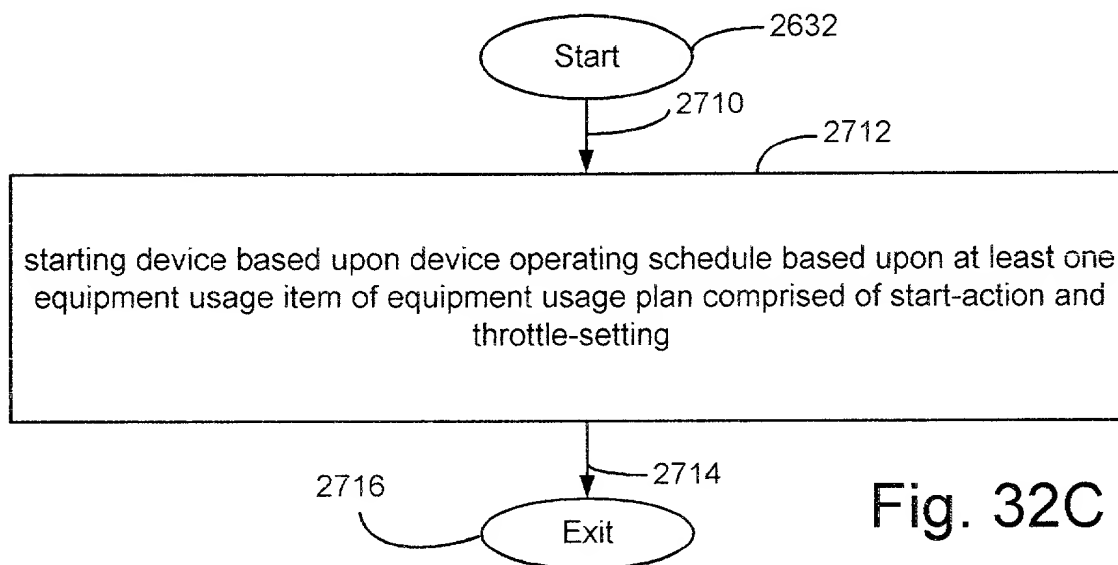 2632
Start
2710
2712
starting device based upon device operating schedule based upon at least one
equipment usage item of equipment usage plan comprised of start-action and
throttle-setting
2714
2716
Exit
Fig. 32C